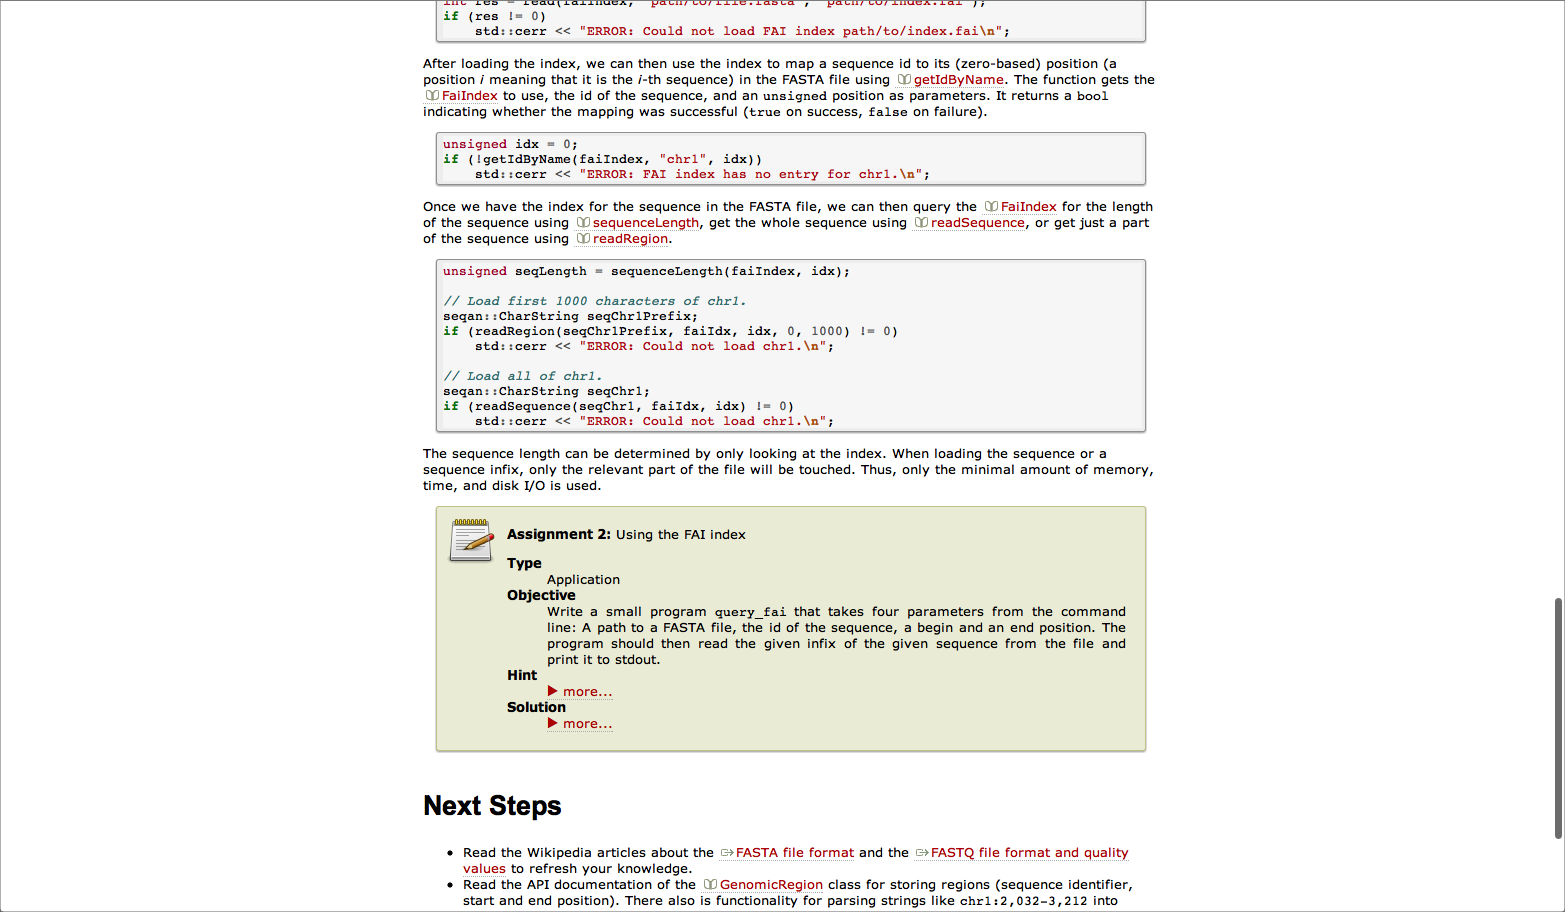 int res = read(faiIndex, "path/to/file.fasta", "path/to/index.fai");
if (res != 0)
    std::cerr << "ERROR: Could not load FAI index path/to/index.fai\n";
After loading the index, we can then use the index to map a sequence id to its (zero-based) position (a
position i meaning that it is the i-th sequence) in the FASTA file using getIdByName. The function gets the
FaiIndex to use, the id of the sequence, and an unsigned position as parameters. It returns a bool
indicating whether the mapping was successful (true on success, false on failure).
unsigned idx = 0;
if (!getIdByName(faiIndex, "chr1", idx))
    std::cerr << "ERROR: FAI index has no entry for chr1.\n";
Once we have the index for the sequence in the FASTA file, we can then query the FaiIndex for the length
of the sequence using sequenceLength, get the whole sequence using readSequence, or get just a part
of the sequence using readRegion.
unsigned seqLength = sequenceLength(faiIndex, idx);
// Load first 1000 characters of chr1.
seqan::CharString seqChr1Prefix;
if (readRegion(seqChr1Prefix, faiIdx, idx, 0, 1000) != 0)
    std::cerr << "ERROR: Could not load chr1.\n";
// Load all of chr1.
seqan::CharString seqChr1;
if (readSequence(seqChr1, faiIdx, idx) != 0)
    std::cerr << "ERROR: Could not load chr1.\n";
The sequence length can be determined by only looking at the index. When loading the sequence or a
sequence infix, only the relevant part of the file will be touched. Thus, only the minimal amount of memory,
time, and disk I/O is used.
Assignment 2: Using the FAI index
Type
Application
Objective
Write a small program query_fai that takes four parameters from the command
line: A path to a FASTA file, the id of the sequence, a begin and an end position. The
program should then read the given infix of the given sequence from the file and
print it to stdout.
Hint
more...
Solution
more...
Next Steps
• Read the Wikipedia articles about the FASTA file format and the FASTQ file format and quality
values to refresh your knowledge.
• Read the API documentation of the GenomicRegion class for storing regions (sequence identifier,
start and end position). There also is functionality for parsing strings like chr1:2,032-3,212 into